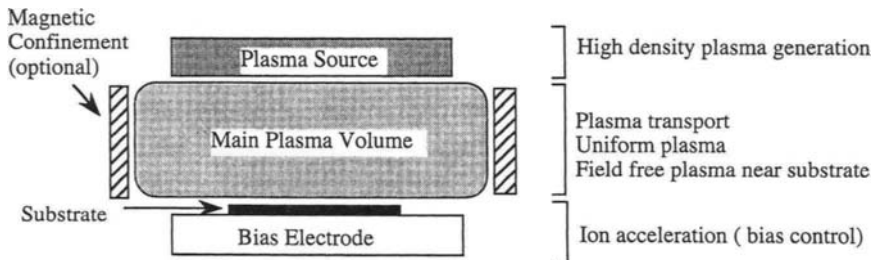 Magnetic
Confinement
(optional)
Plasma Source
High density plasma generation
Main Plasma Volume
Plasma transport
Uniform plasma
Field free plasma near substrate
Substrate
Bias Electrode
Ion acceleration ( bias control)